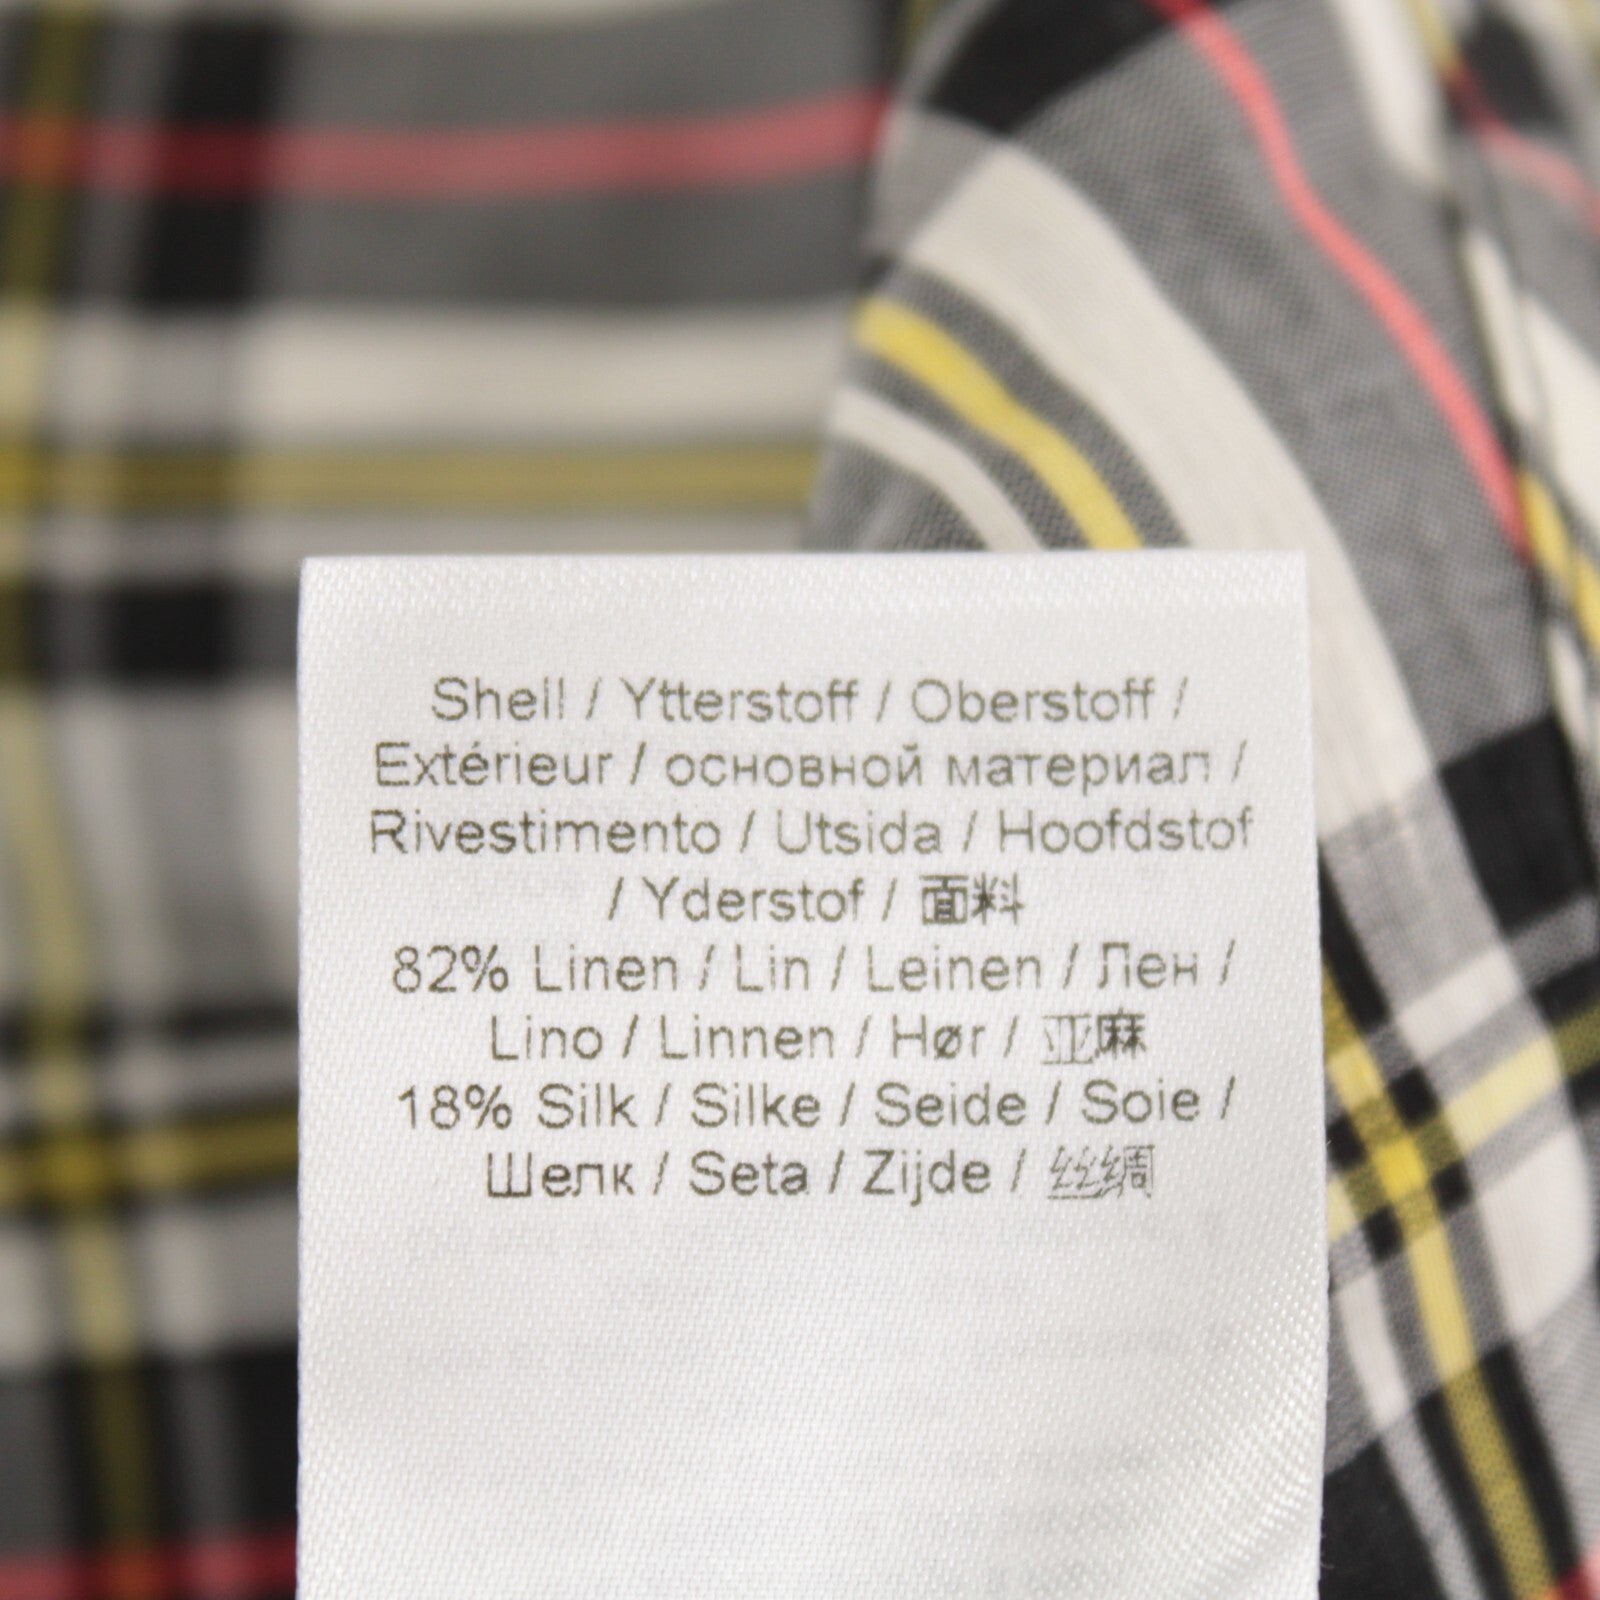 Shell / Ytterstoff / Oberstoff /
Extérieur / основной материал /
Rivestimento / Utsida / Hoofdstof
/ Yderstof / 面料
82% Linen / Lin / Leinen / Лен /
Lino / Linnen / Hør / 亚麻
18% Silk / Silke / Seide / Soie /
Шелк / Seta / Zijde / 丝绸